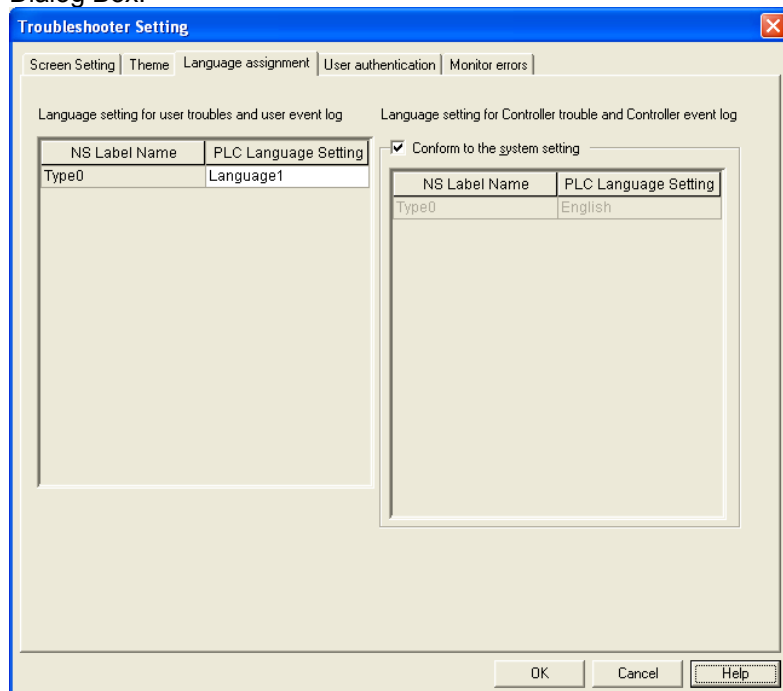 Dialog Box.
Troubleshooter Setting
Screen Setting Theme Language assignment User authentication Monitor errors
Language setting for user troubles and user event log
NS Label Name PLC Language Setting
Type0 Language1
Language setting for Controller trouble and Controller event log
Conform to the system setting
NS Label Name PLC Language Setting
Type0 English
OK Cancel Help